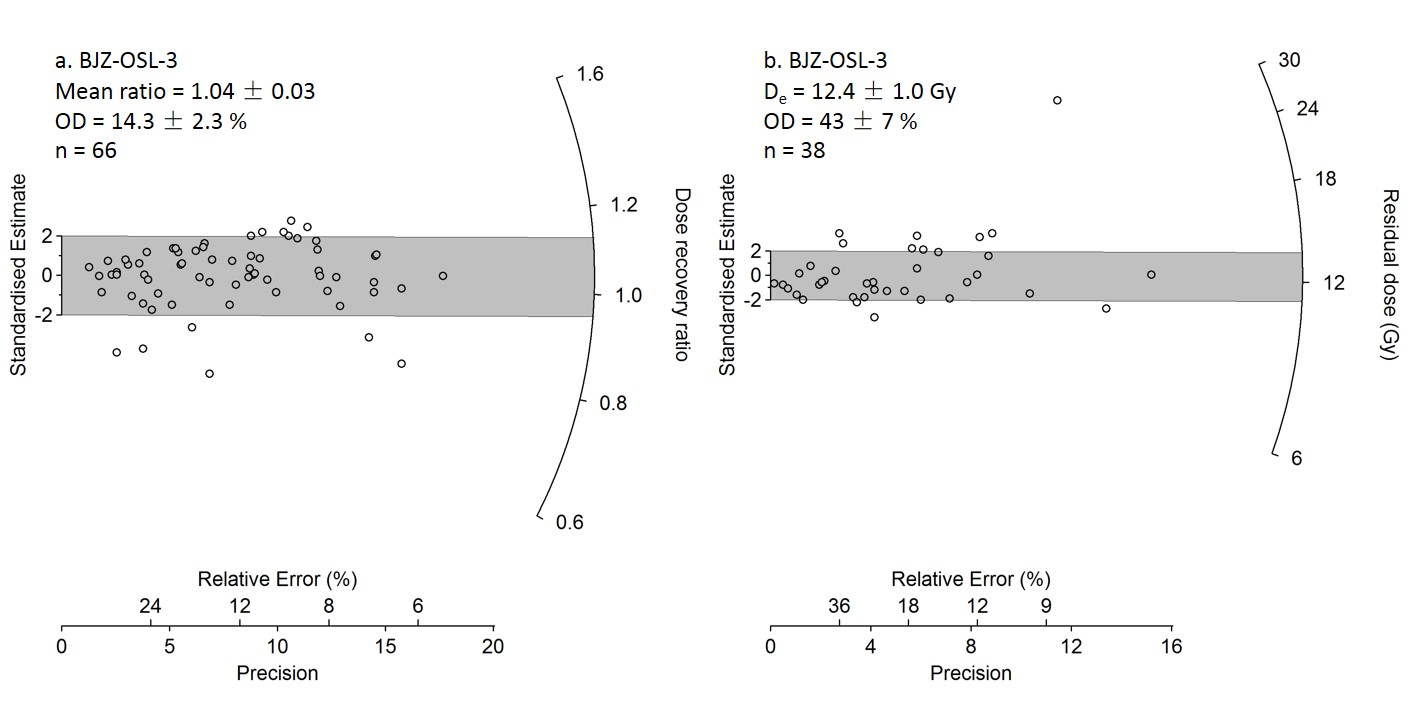 a. BJZ-OSL-3
Mean ratio = 1.04 ± 0.03
OD = 14.3 ± 2.3 %
n = 66
Standardised Estimate
2
0
-2
1.6
1.2
1.0
0.8
0.6
Dose recovery ratio
Relative Error (%)
24 12 8 6
0 5 10 15 20
Precision
b. BJZ-OSL-3
De = 12.4 ± 1.0 Gy
OD = 43 ± 7 %
n = 38
Standardised Estimate
2
0
-2
30
24
18
12
6
Residual dose (Gy)
Relative Error (%)
36 18 12 9
0 4 8 12 16
Precision